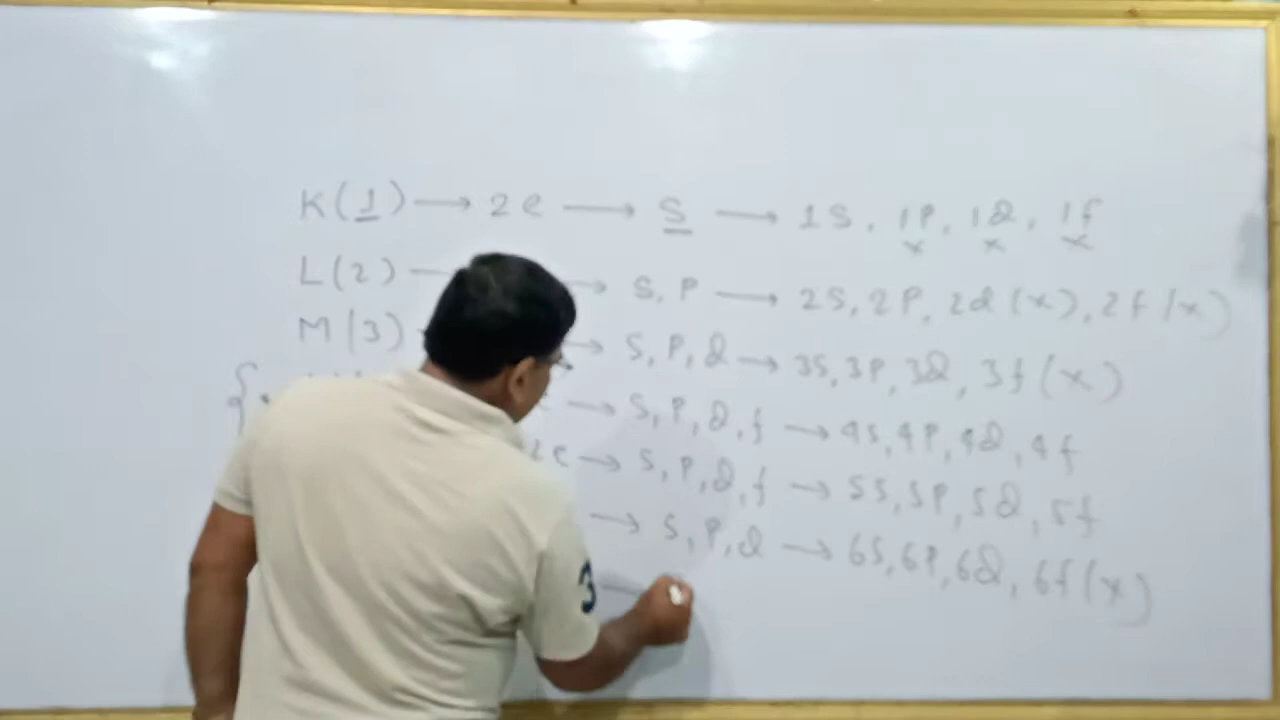 K(1) → 2e → S → 1S, 1P, 1d, 1f
x x x
L(2) → S, P → 2S, 2P, 2d(x), 2f(x)
M(3) → S, P, d → 3S, 3P, 3d, 3f(x)
{ → S, P, d, f → 4S, 4P, 4d, 4f
2e → S, P, d, f → 5S, 5P, 5d, 5f
→ S, P, d → 6S, 6P, 6d, 6f(x)
3